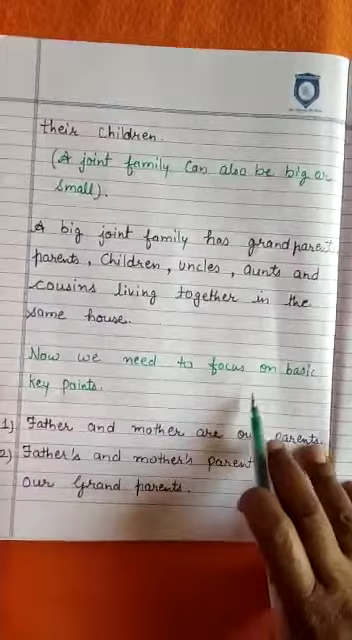 their children.
(A joint family can also be big or
small).
A big joint family has grandparent
parents, children, uncles, aunts and
cousins living together in the
same house.
Now we need to focus on basic
key points.
1) Father and mother are our parents.
2) Father's and mother's parent
our Grand parents.